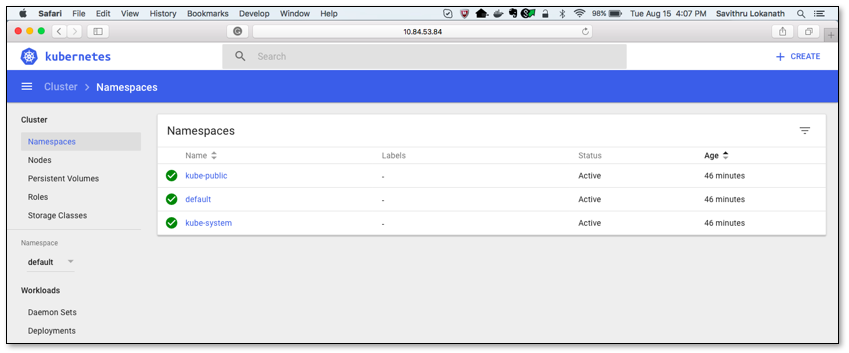 Safari File Edit View History Bookmarks Develop Window Help 98% Tue Aug 15 4:07 PM Savithru Lokanath
10.84.53.84
kubernetes Search + CREATE
Cluster > Namespaces
Cluster
Namespaces
Nodes
Persistent Volumes
Roles
Storage Classes
Namespace
default
Workloads
Daemon Sets
Deployments
Namespaces
Name Labels Status Age
kube-public - Active 46 minutes
default - Active 46 minutes
kube-system - Active 46 minutes